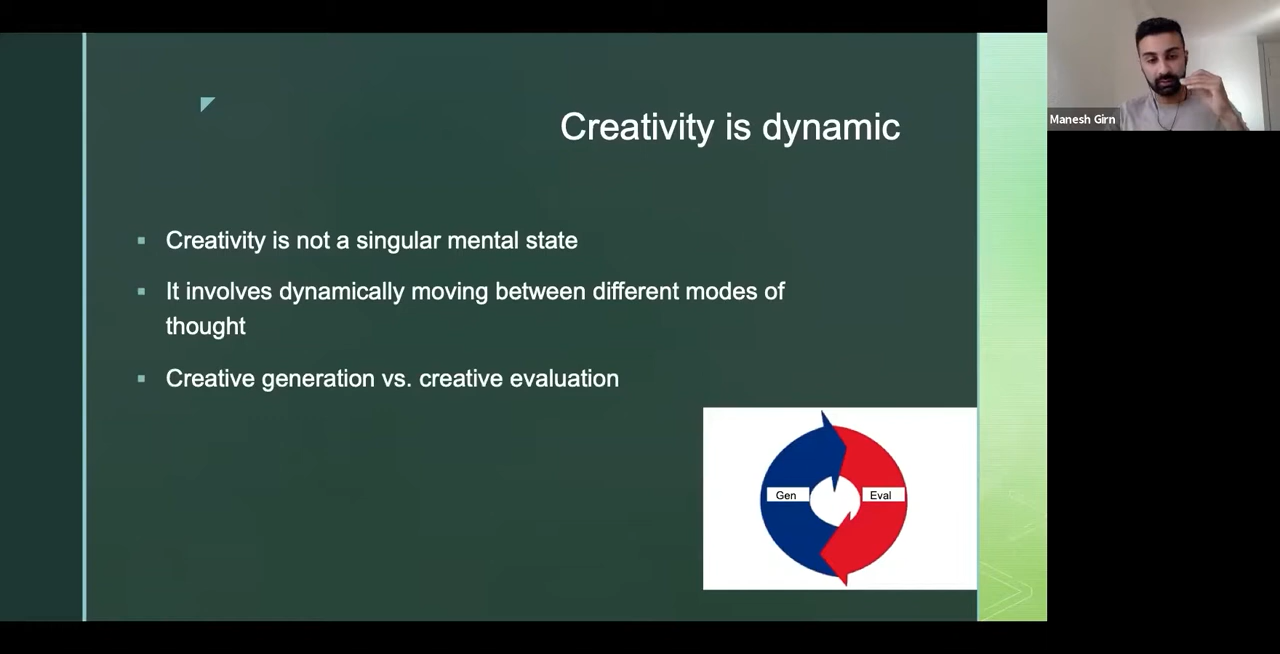 Creativity is dynamic
Creativity is not a singular mental state
It involves dynamically moving between different modes of
thought
Creative generation vs. creative evaluation
Gen
Eval
Manesh Girn